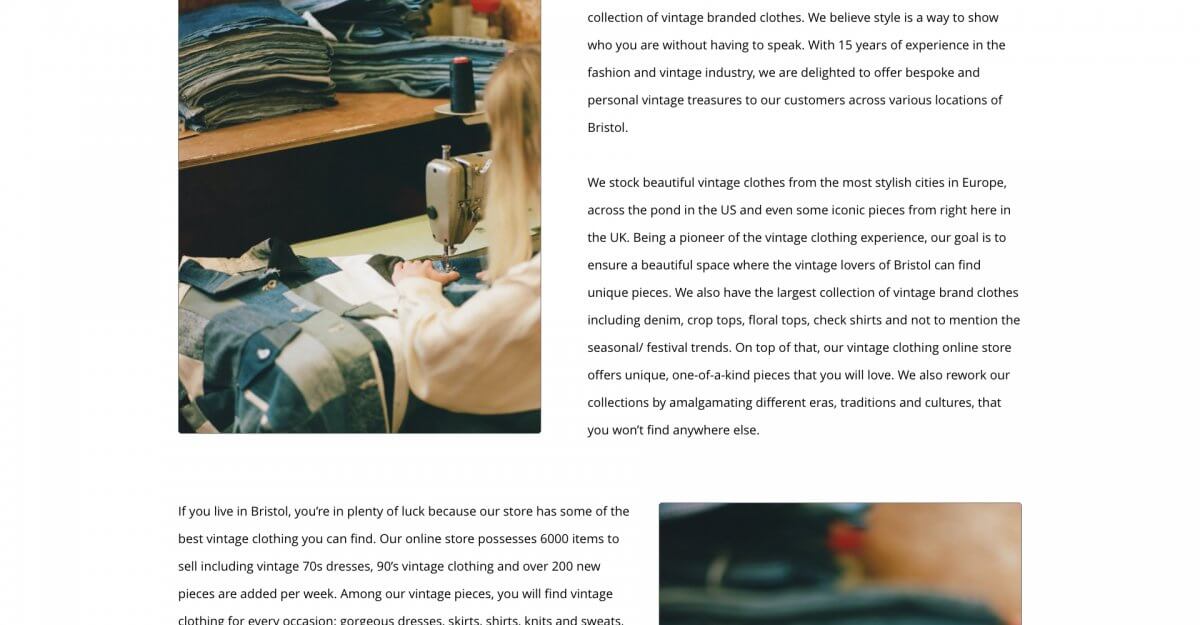 collection of vintage branded clothes. We believe style is a way to show
who you are without having to speak. With 15 years of experience in the
fashion and vintage industry, we are delighted to offer bespoke and
personal vintage treasures to our customers across various locations of
Bristol.
We stock beautiful vintage clothes from the most stylish cities in Europe,
across the pond in the US and even some iconic pieces from right here in
the UK. Being a pioneer of the vintage clothing experience, our goal is to
ensure a beautiful space where the vintage lovers of Bristol can find
unique pieces. We also have the largest collection of vintage brand clothes
including denim, crop tops, floral tops, check shirts and not to mention the
seasonal/ festival trends. On top of that, our vintage clothing online store
offers unique, one-of-a-kind pieces that you will love. We also rework our
collections by amalgamating different eras, traditions and cultures, that
you won’t find anywhere else.
If you live in Bristol, you’re in plenty of luck because our store has some of the
best vintage clothing you can find. Our online store possesses 6000 items to
sell including vintage 70s dresses, 90’s vintage clothing and over 200 new
pieces are added per week. Among our vintage pieces, you will find vintage
clothing for every occasion: gorgeous dresses, skirts, shirts, knits and sweats,